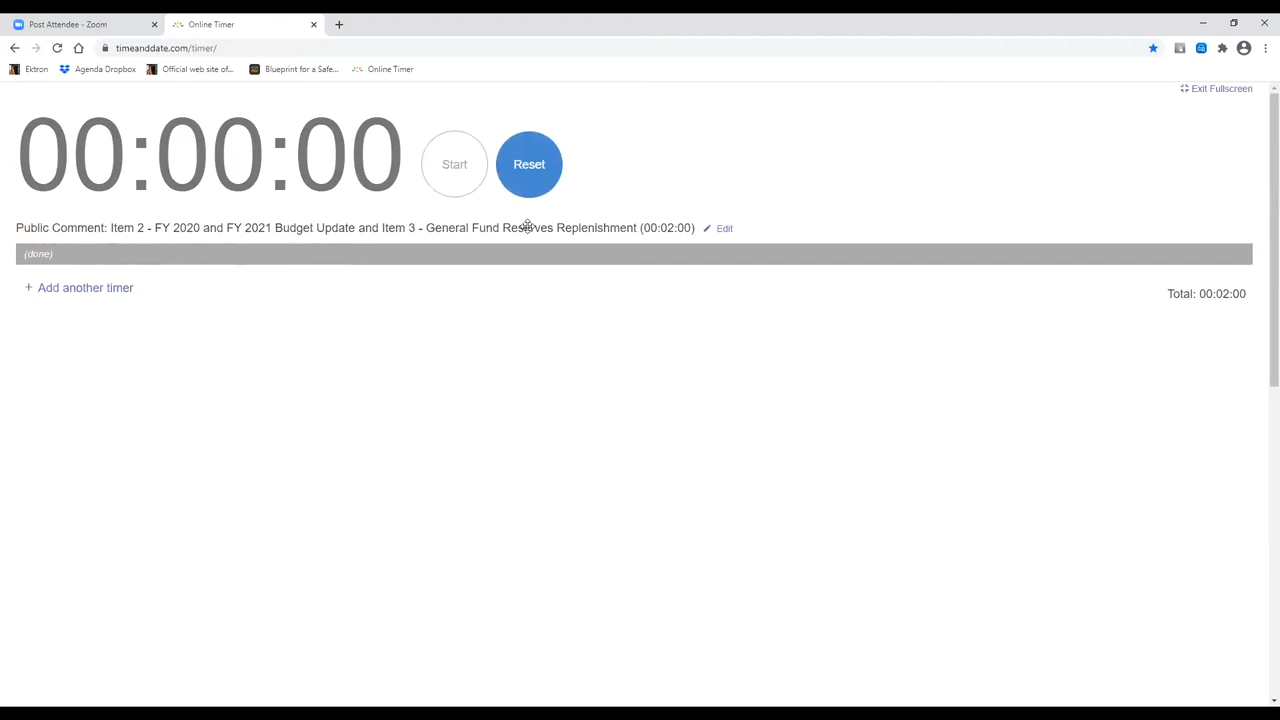 Post Attendee - Zoom
Online Timer
timeanddate.com/timer/
Ektron
Agenda Dropbox
Official web site of...
Blueprint for a Safe...
Online Timer
Exit Fullscreen
00:00:00
Start
Reset
Public Comment: Item 2 - FY 2020 and FY 2021 Budget Update and Item 3 - General Fund Reserves Replenishment (00:02:00)
Edit
(done)
+ Add another timer
Total: 00:02:00